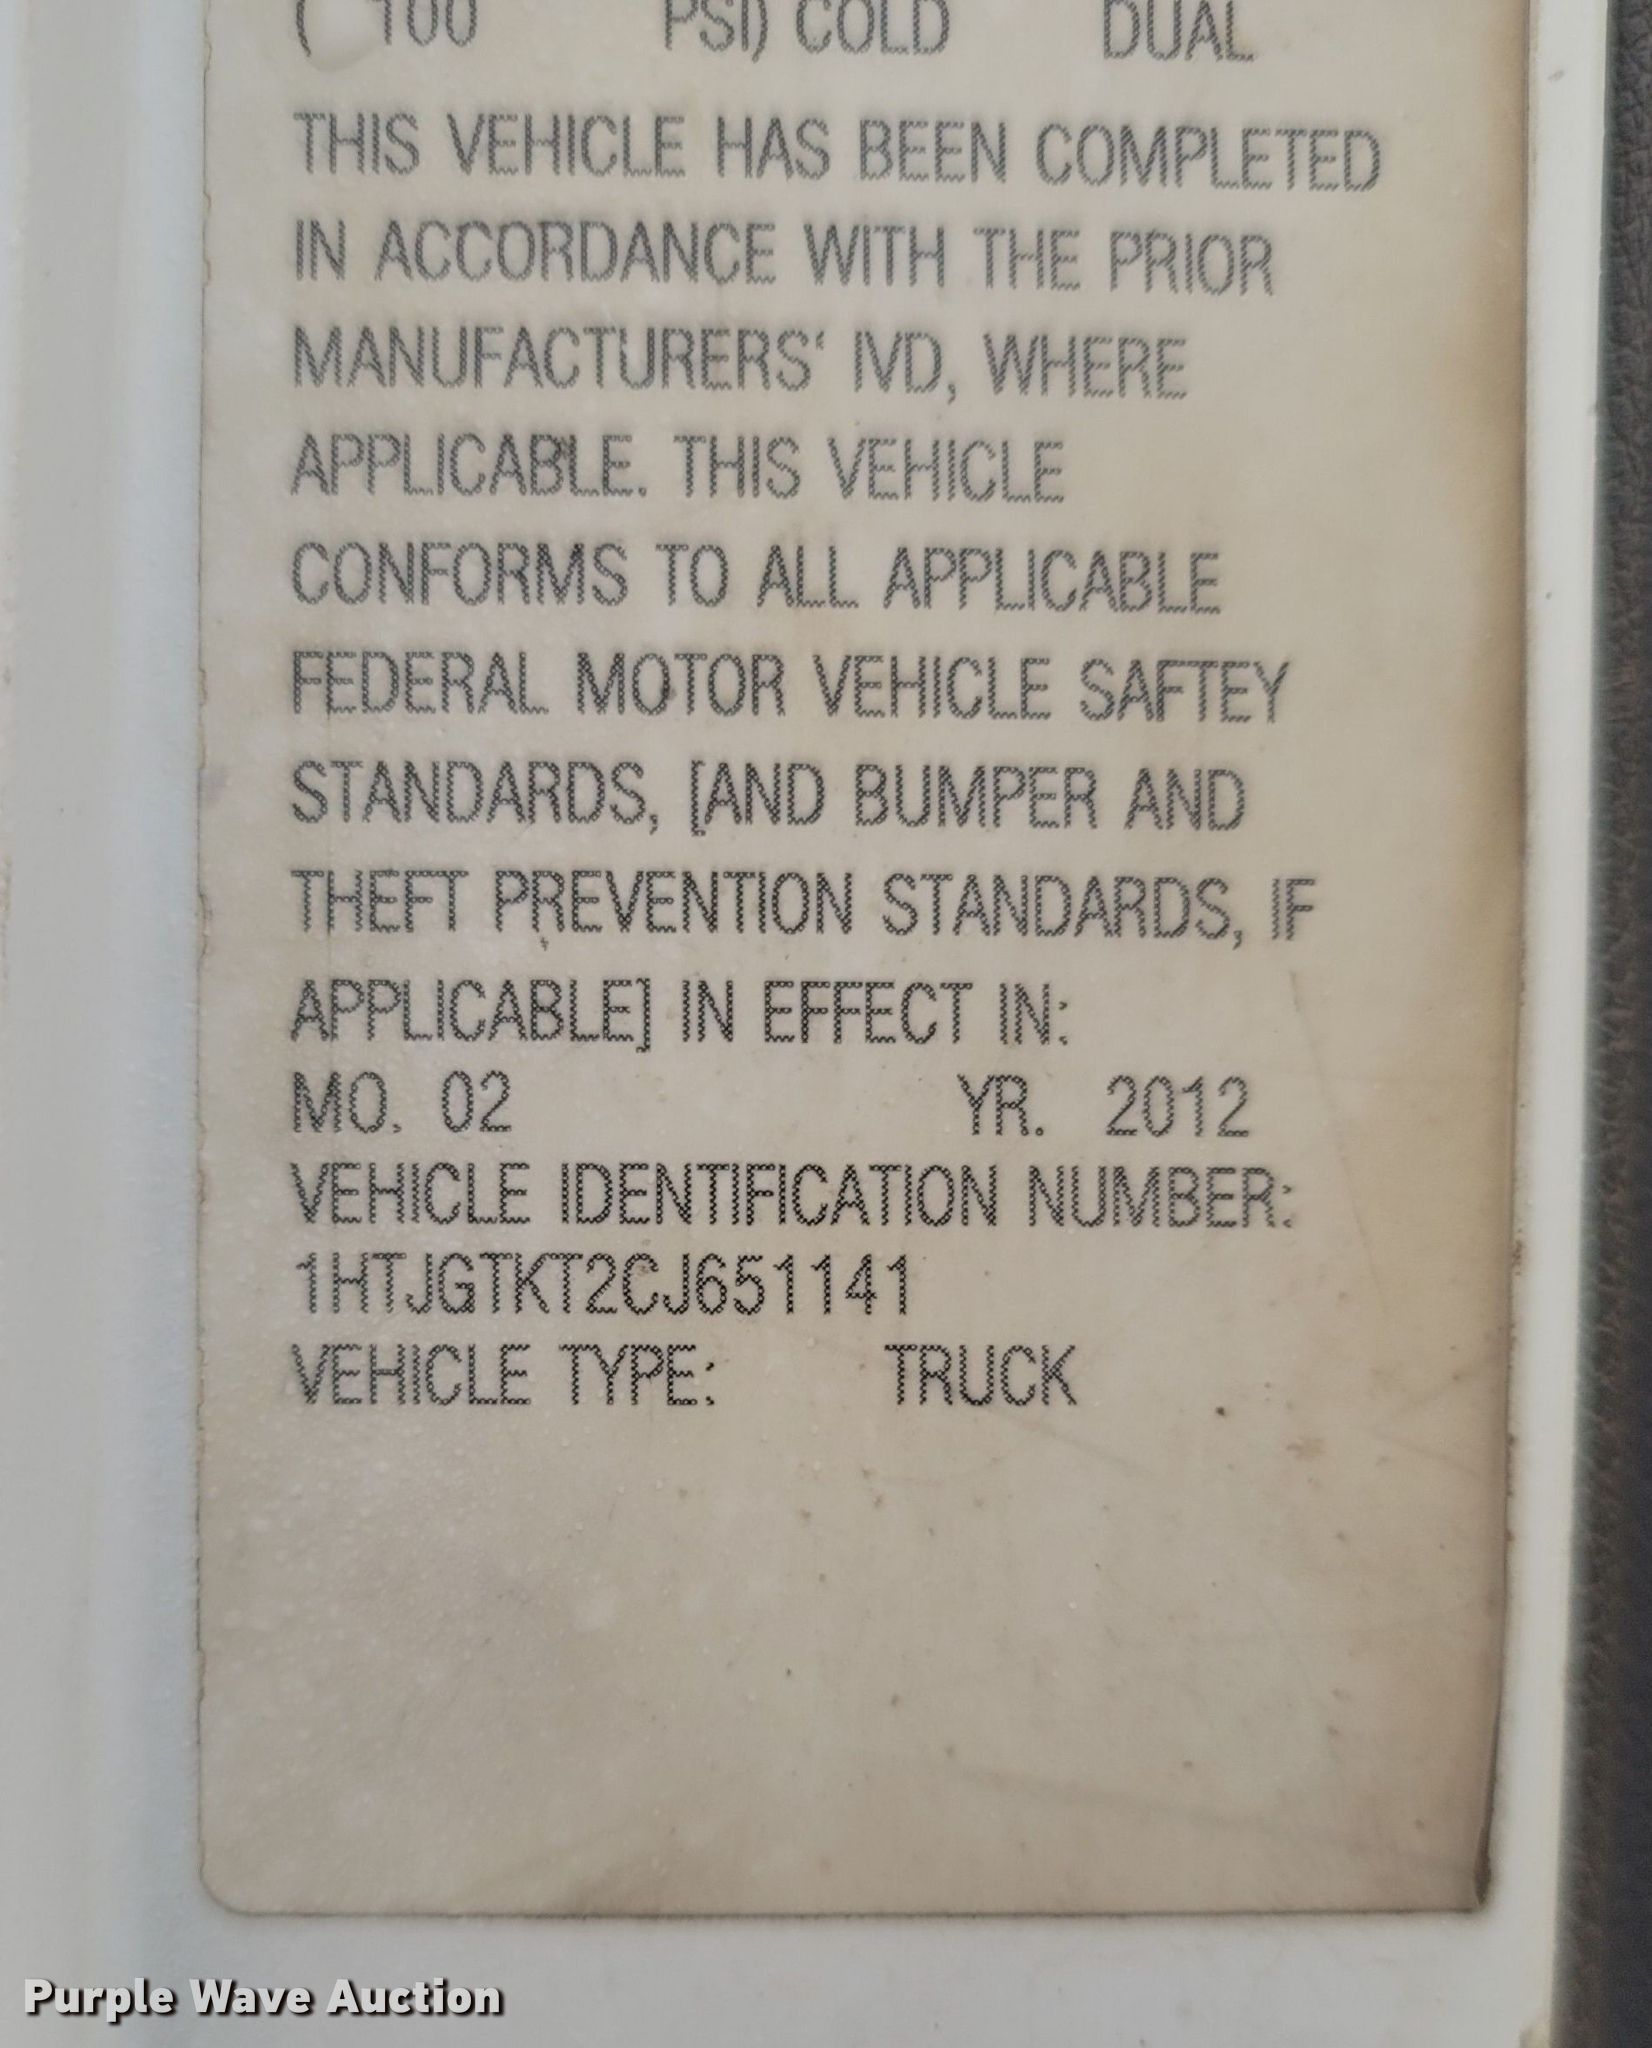 ( 100 PSI) COLD DUAL
THIS VEHICLE HAS BEEN COMPLETED
IN ACCORDANCE WITH THE PRIOR
MANUFACTURERS‘ IVD, WHERE
APPLICABLE. THIS VEHICLE
CONFORMS TO ALL APPLICABLE
FEDERAL MOTOR VEHICLE SAFTEY
STANDARDS, [AND BUMPER AND
THEFT PREVENTION STANDARDS, IF
APPLICABLE] IN EFFECT IN:
MO. 02 YR. 2012
VEHICLE IDENTIFICATION NUMBER:
1HTJGTKT2CJ651141
VEHICLE TYPE: TRUCK
Purple Wave Auction